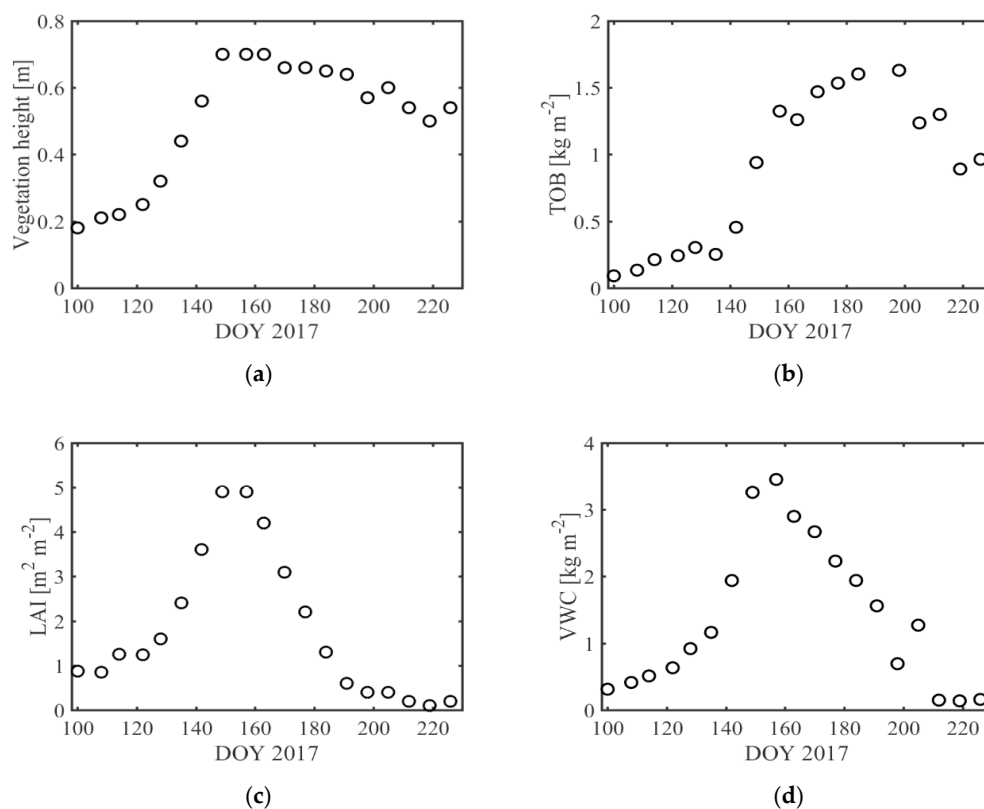 0.8
0.6
0.4
0.2
0
Vegetation height [m]
100 120 140 160 180 200 220
DOY 2017
(a)
2
1.5
1
0.5
0
TOB [kg m-2]
100 120 140 160 180 200 220
DOY 2017
(b)
6
5
4
3
2
1
0
LAI [m2 m-2]
100 120 140 160 180 200 220
DOY 2017
(c)
4
3
2
1
0
VWC [kg m-2]
100 120 140 160 180 200 220
DOY 2017
(d)